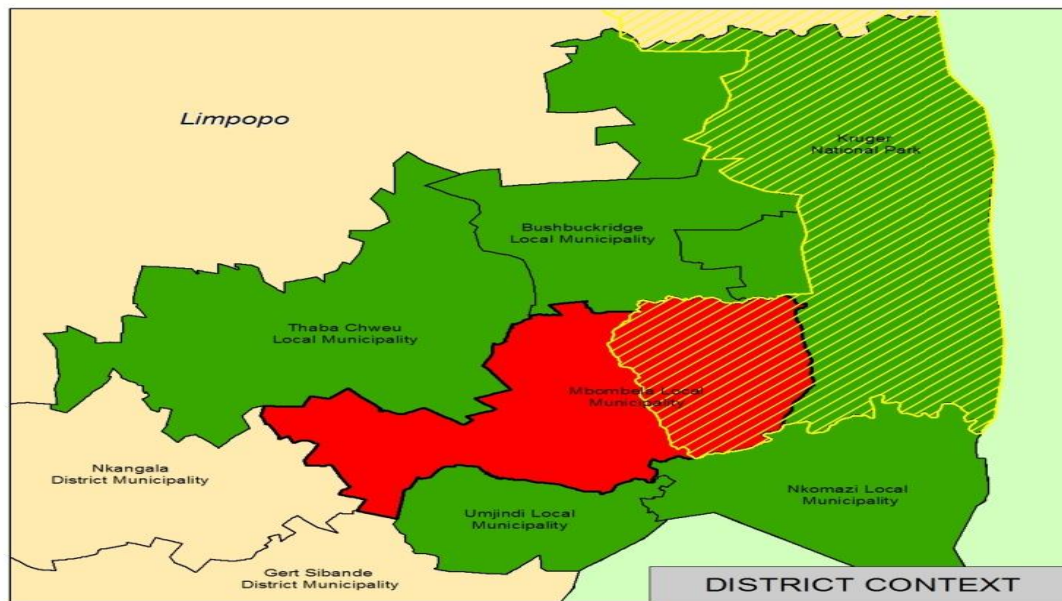 Limpopo
Kruger
National Park
Bushbuckridge
Local Municipality
Thaba Chweu
Local Municipality
Mbombela Local
Municipality
Nkangala
District Municipality
Nkomazi Local
Municipality
Umjindi Local
Municipality
Gert Sibande
District Municipality
DISTRICT CONTEXT